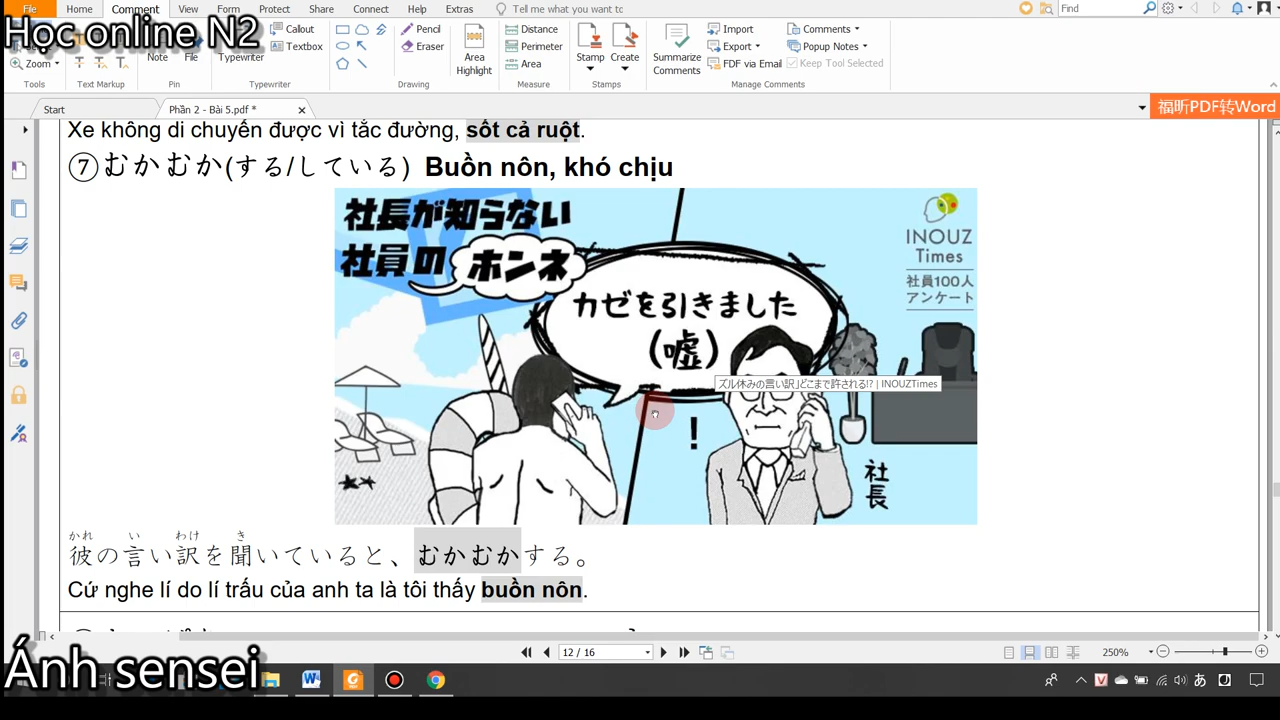 File Home Comment View Form Protect Share Connect Help Extras Tell me what you want tc Find
Học online N2
Callout
Textbox
Pencil
Eraser
Distance
Perimeter
Area
Import
Export
FDF via Email
Comments
Popup Notes
Keep Tool Selected
Zoom
Typewriter
Note
File
Typewriter
Area Highlight
Stamp
Create
Summarize Comments
Tools Text Markup Pin Typewriter Drawing Measure Stamps Manage Comments
Start Phần 2 - Bài 5.pdf *
福昕PDF转Word
Xe không di chuyển được vì tắc đường, sốt cả ruột.
⑦むかむか(する/している) Buồn nôn, khó chịu
社長が知らない
社員の ホンネ
カゼを引きました
(嘘)
INOUZ
Times
社員100人
アンケート
ズル休みの言い訳」どこまで許される!? | INOUZTimes
!
社長
かれ い わけ き
彼の言い訳を聞いていると、むかむかする。
Cứ nghe lí do lí trấu của anh ta là tôi thấy buồn nôn.
12 / 16
250%
Ánh sensei
あ